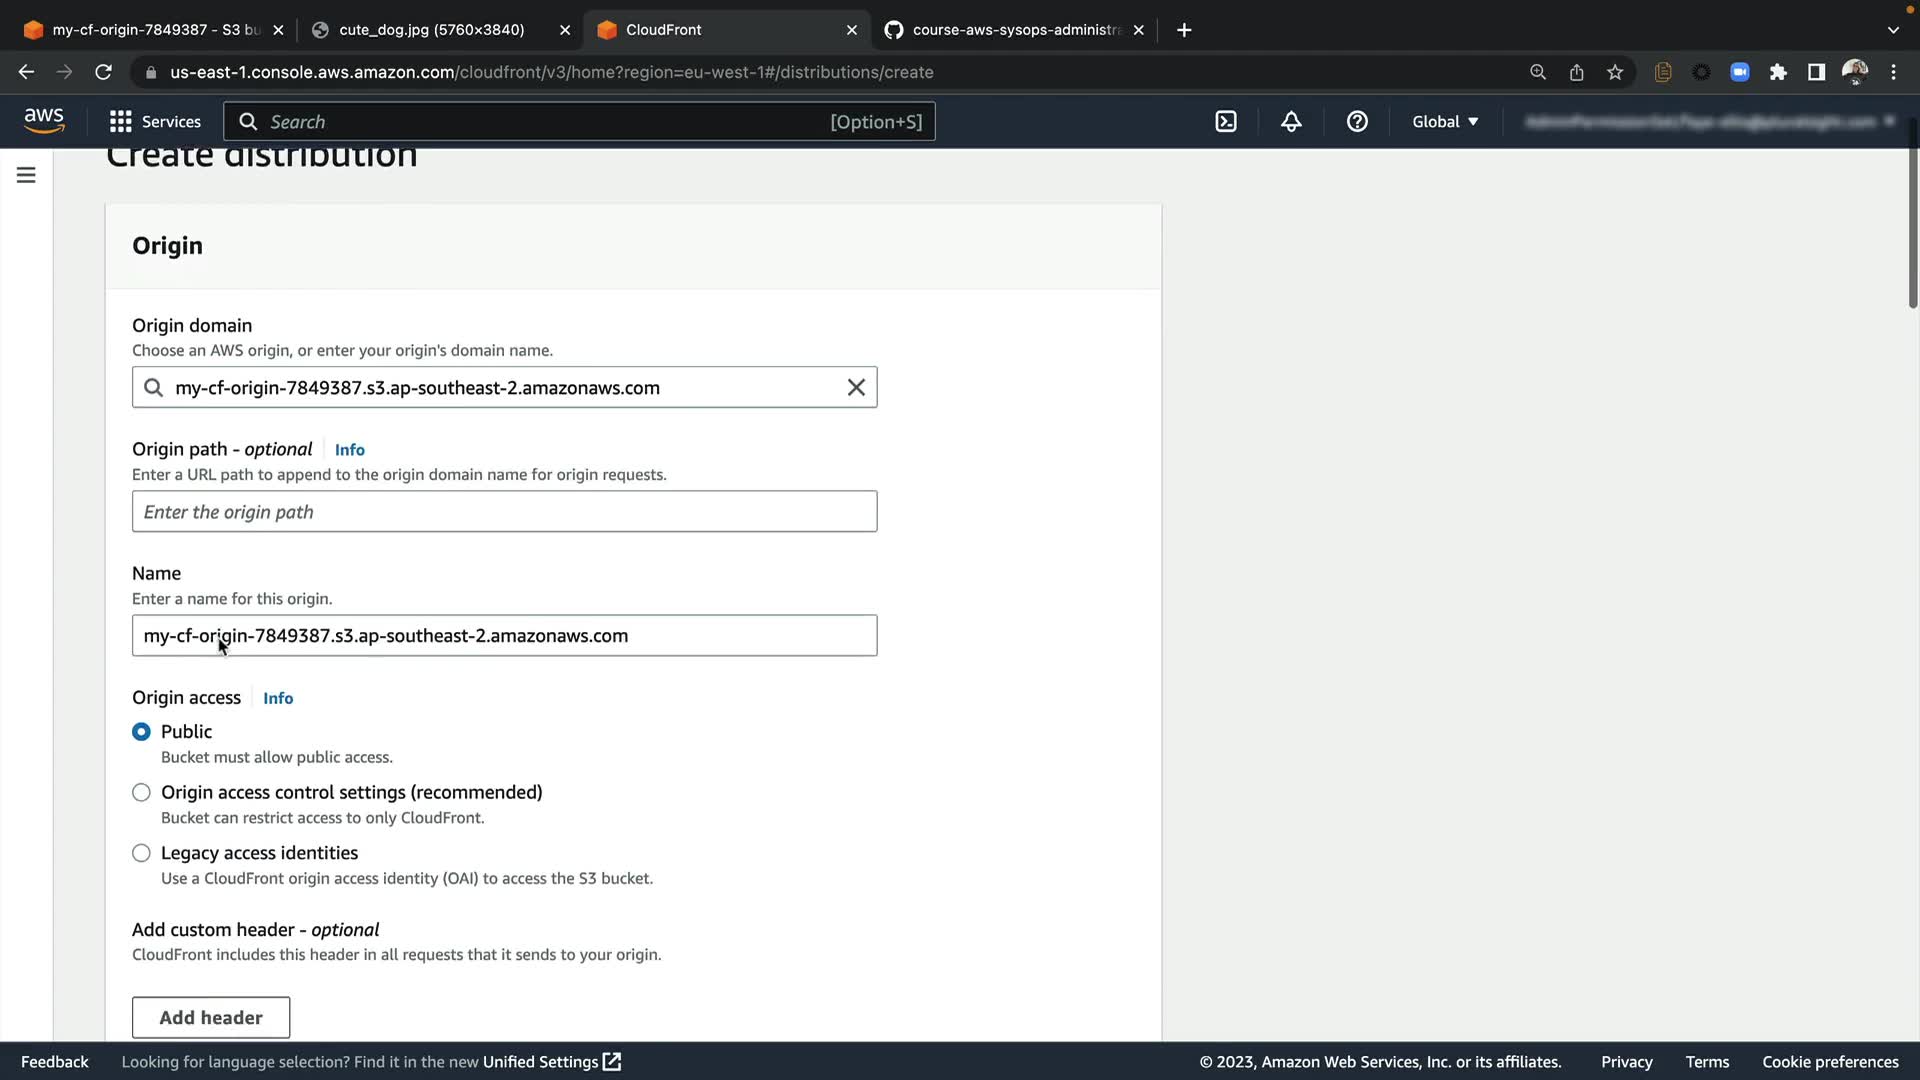 my-cf-origin-7849387 - S3 bu
cute_dog.jpg (5760×3840)
CloudFront
course-aws-sysops-administra
us-east-1.console.aws.amazon.com/cloudfront/v3/home?region=eu-west-1#/distributions/create
aws
Services
Search
[Option+S]
Global
Create distribution
Origin
Origin domain
Choose an AWS origin, or enter your origin's domain name.
my-cf-origin-7849387.s3.ap-southeast-2.amazonaws.com
Origin path - optional
Info
Enter a URL path to append to the origin domain name for origin requests.
Enter the origin path
Name
Enter a name for this origin.
my-cf-origin-7849387.s3.ap-southeast-2.amazonaws.com
Origin access
Info
Public
Bucket must allow public access.
Origin access control settings (recommended)
Bucket can restrict access to only CloudFront.
Legacy access identities
Use a CloudFront origin access identity (OAI) to access the S3 bucket.
Add custom header - optional
CloudFront includes this header in all requests that it sends to your origin.
Add header
Feedback
Looking for language selection? Find it in the new Unified Settings
© 2023, Amazon Web Services, Inc. or its affiliates.
Privacy
Terms
Cookie preferences